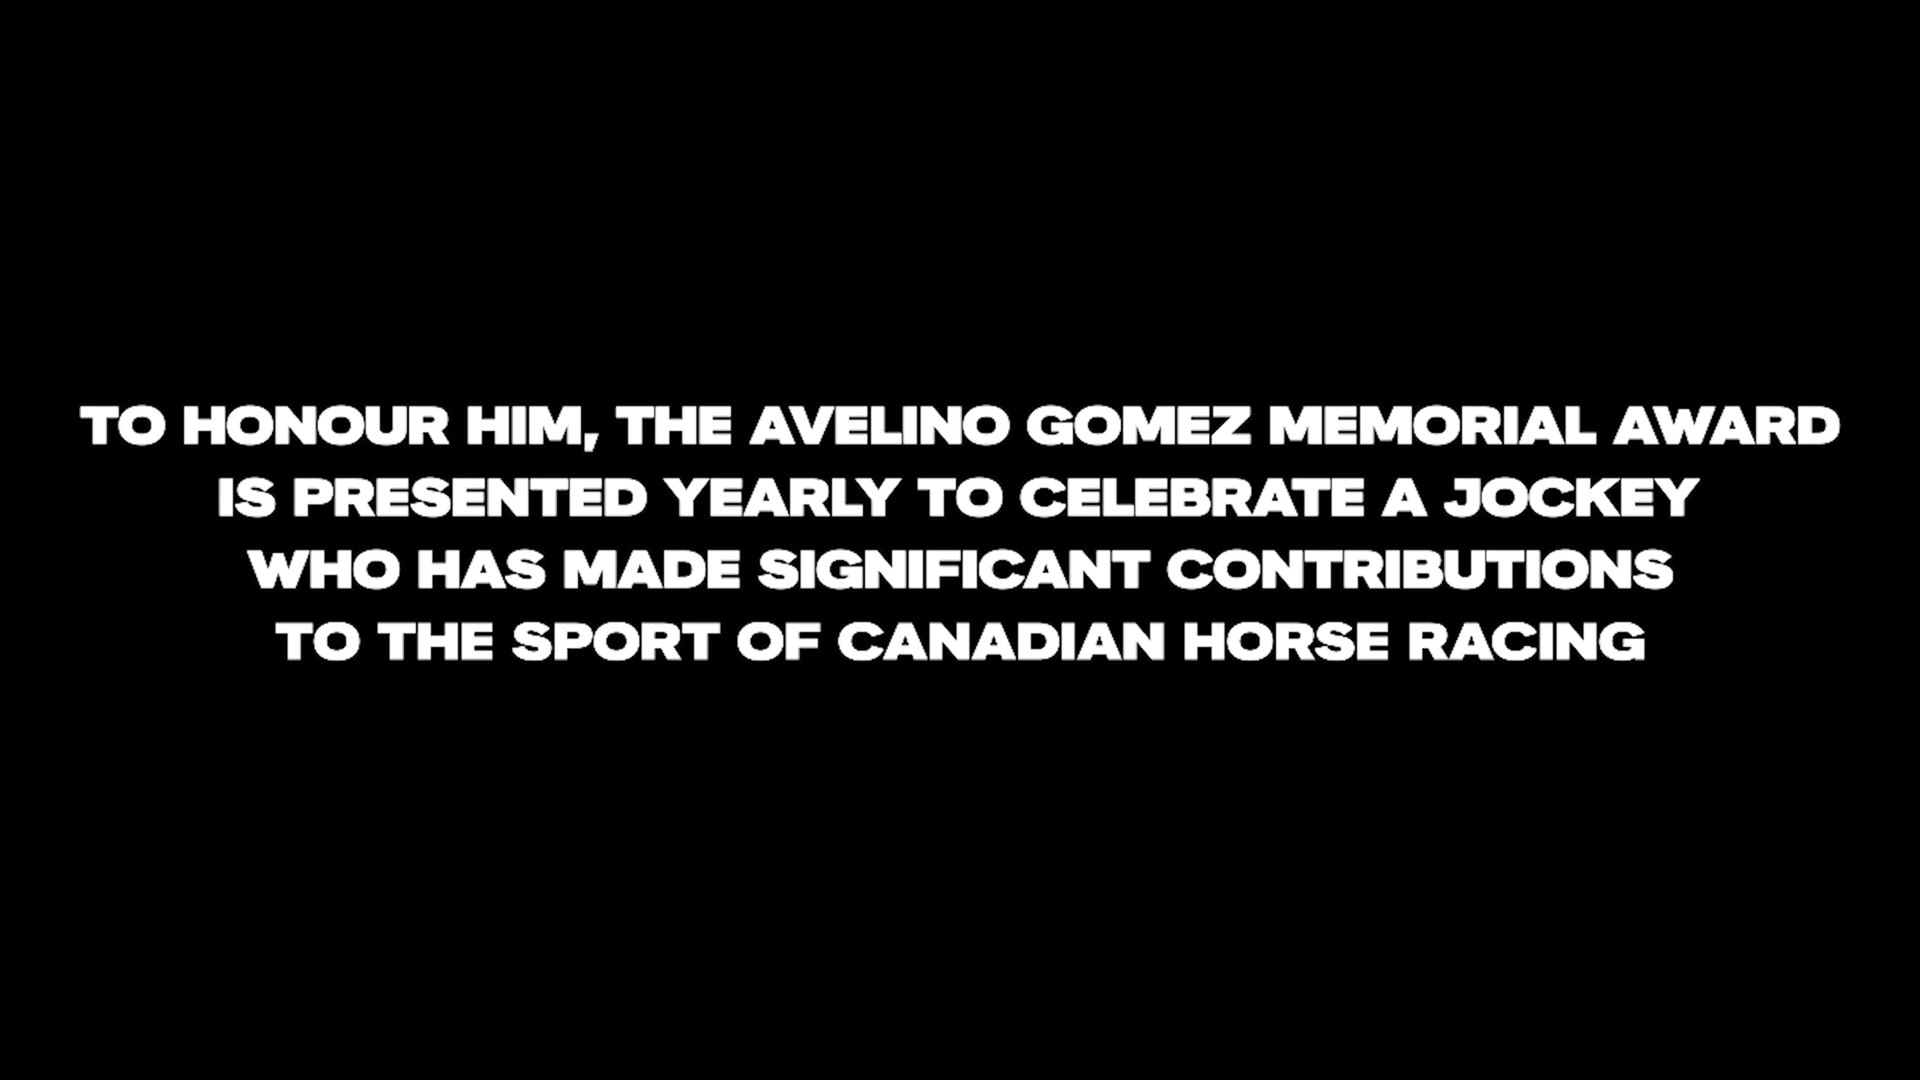 TO HONOUR HIM, THE AVELINO GOMEZ MEMORIAL AWARD
IS PRESENTED YEARLY TO CELEBRATE A JOCKEY
WHO HAS MADE SIGNIFICANT CONTRIBUTIONS
TO THE SPORT OF CANADIAN HORSE RACING